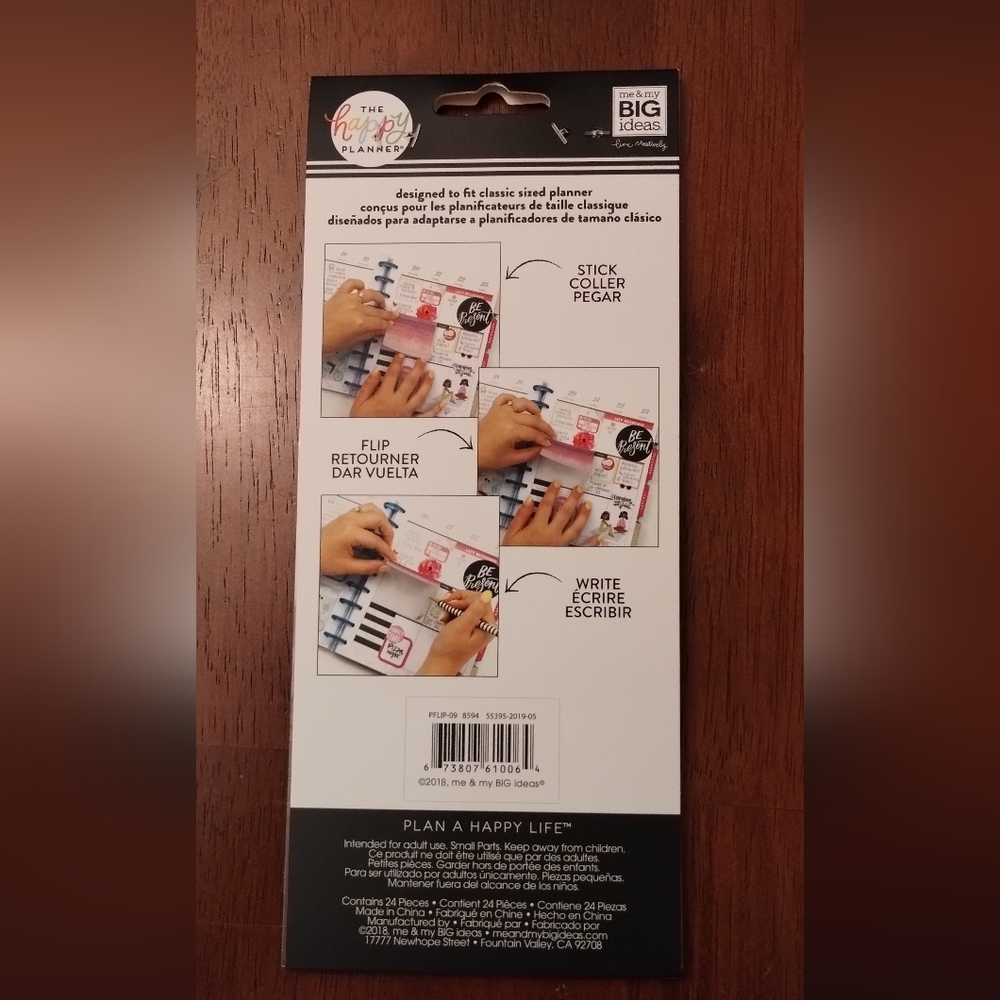 THE
happy
PLANNER®
me & my
BIG
ideas.
live creatively
designed to fit classic sized planner
conçus pour les planificateurs de taille classique
diseñados para adaptarse a planificadores de tamaño clásico
STICK
COLLER
PEGAR
BE
Present
FLIP
RETOURNER
DAR VUELTA
BE
Present
WRITE
ÉCRIRE
ESCRIBIR
BE
Present
PFLIP-09 8594 55395-2019-05
6 73807 61006 4
©2018, me & my BIG ideas®
PLAN A HAPPY LIFE™
Intended for adult use. Small Parts. Keep away from children.
Ce produit ne doit être utilisé que par des adultes.
Petites pièces. Garder hors de portée des enfants.
Para ser utilizado por adultos únicamente. Piezas pequeñas.
Mantener fuera del alcance de los niños.
Contains 24 Pieces • Contient 24 Pièces • Contiene 24 Piezas
Made in China • Fabriqué en Chine • Hecho en China
Manufactured by • Fabriqué par • Fabricado por
©2018, me & my BIG ideas • meandmybigideas.com
17777 Newhope Street • Fountain Valley, CA 92708